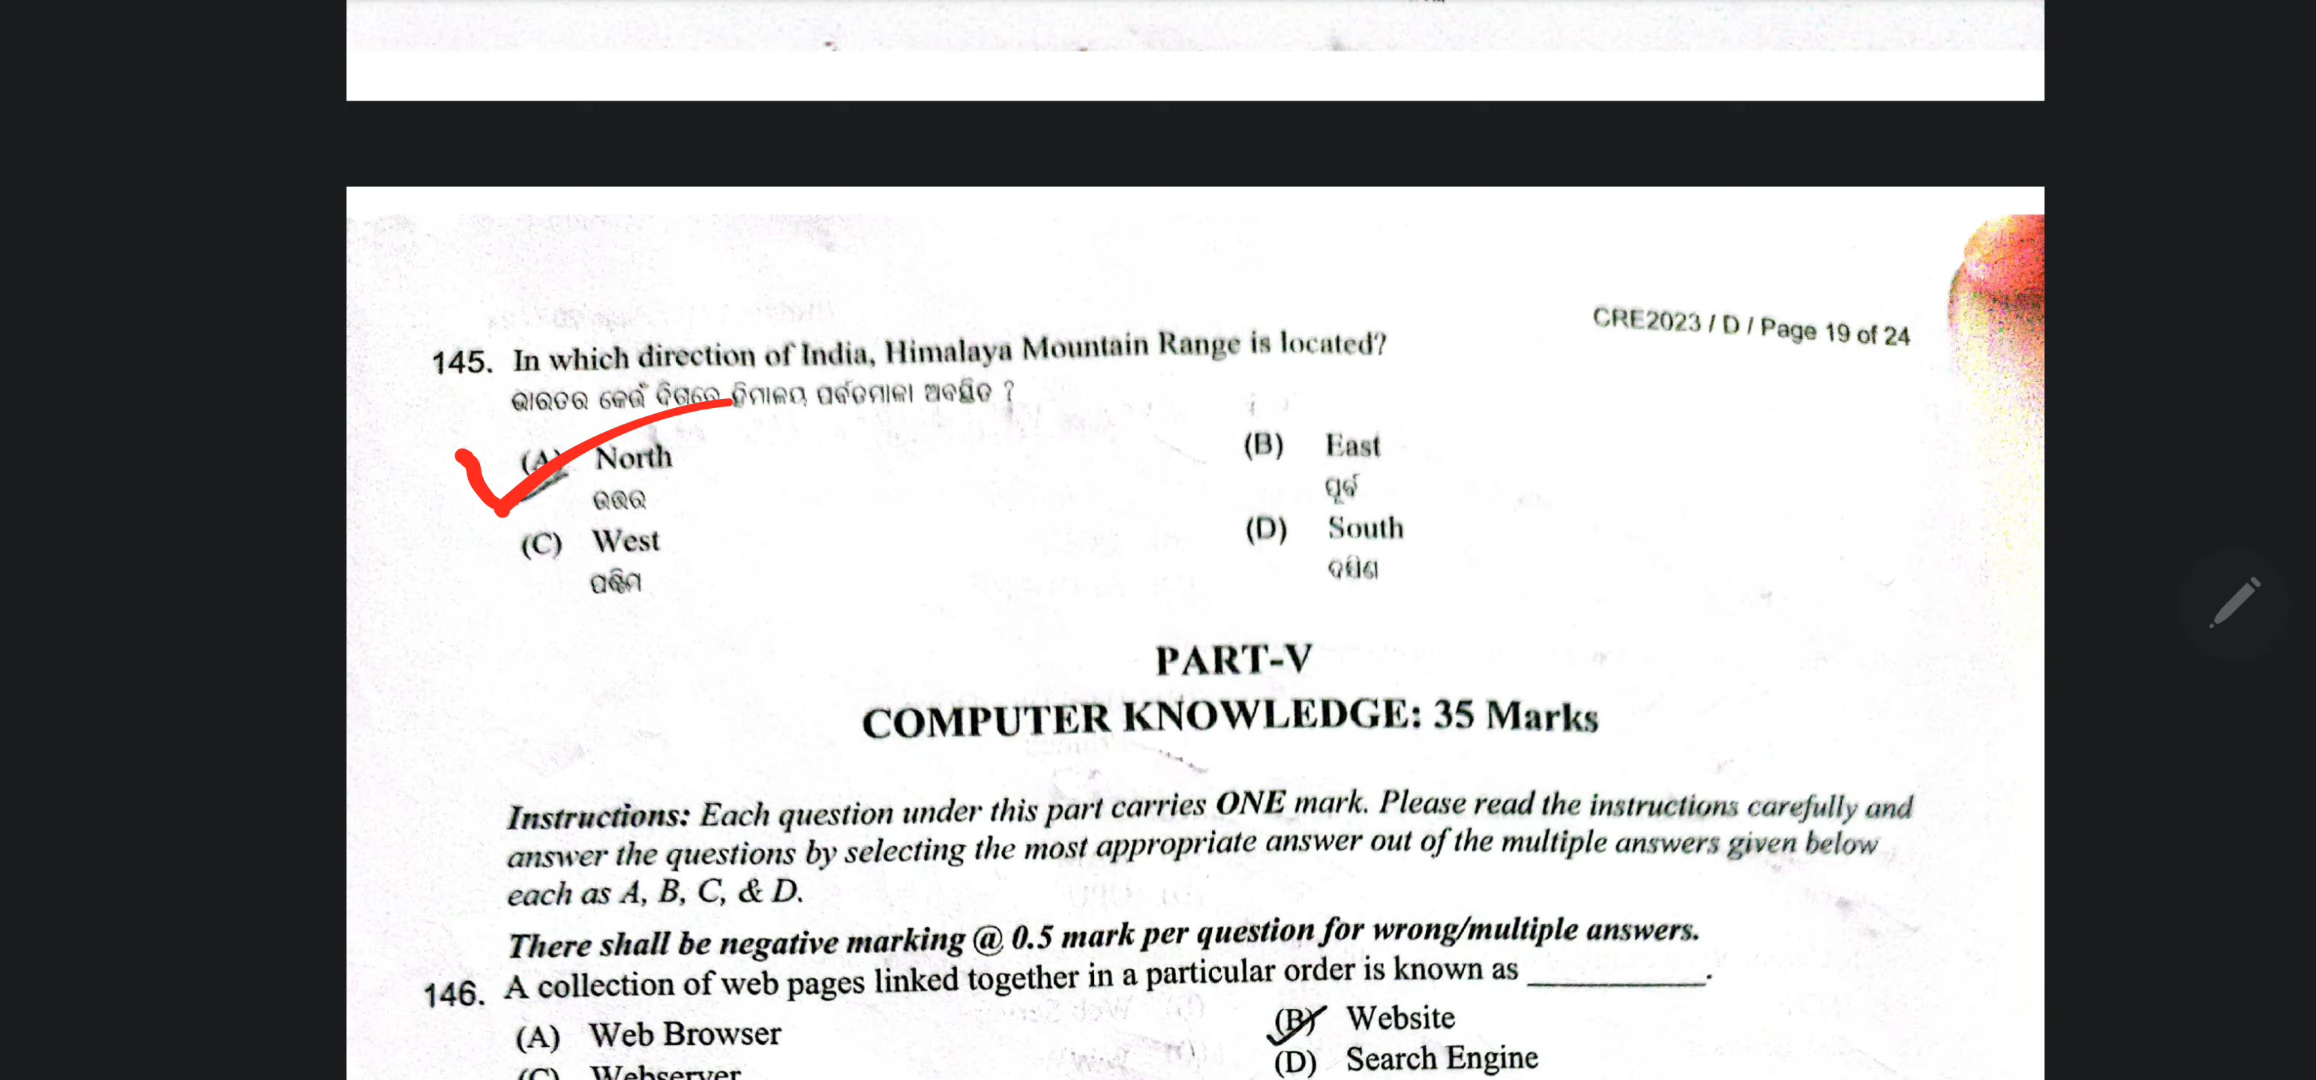 CRE2023 / D / Page 19 of 24
145. In which direction of India, Himalaya Mountain Range is located?
ଭାରତର କେଉଁ ଦିଗରେ ହିମାଳୟ ପର୍ବତମାଳା ଅବସ୍ଥିତ ?
(A) North
ଉତ୍ତର
(B) East
ପୂର୍ବ
(C) West
ପଶ୍ଚିମ
(D) South
ଦକ୍ଷିଣ
PART-V
COMPUTER KNOWLEDGE: 35 Marks
Instructions: Each question under this part carries ONE mark. Please read the instructions carefully and
answer the questions by selecting the most appropriate answer out of the multiple answers given below
each as A, B, C, & D.
There shall be negative marking @ 0.5 mark per question for wrong/multiple answers.
146. A collection of web pages linked together in a particular order is known as __________.
(A) Web Browser
(B) Website
(C) Webserver
(D) Search Engine